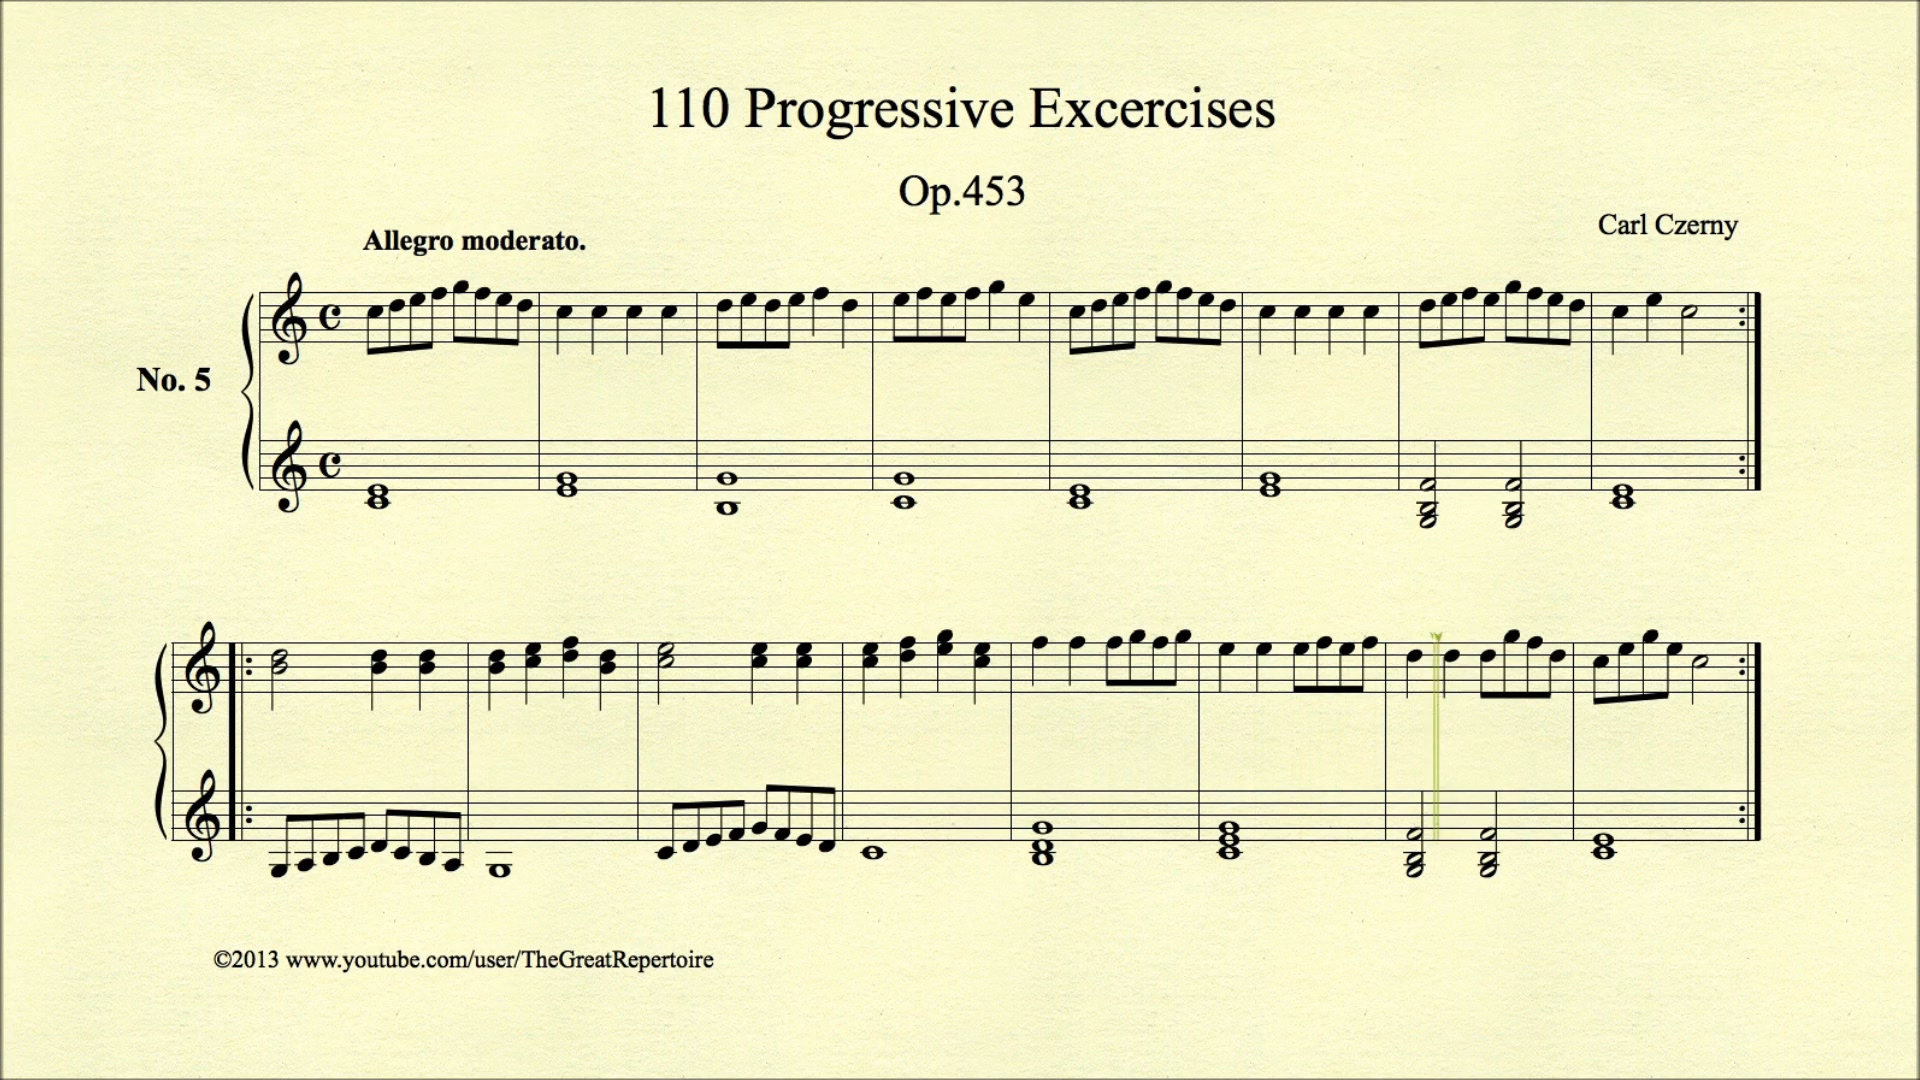 110 Progressive Excercises
Op.453
Carl Czerny
Allegro moderato.
No. 5
©2013 www.youtube.com/user/TheGreatRepertoire